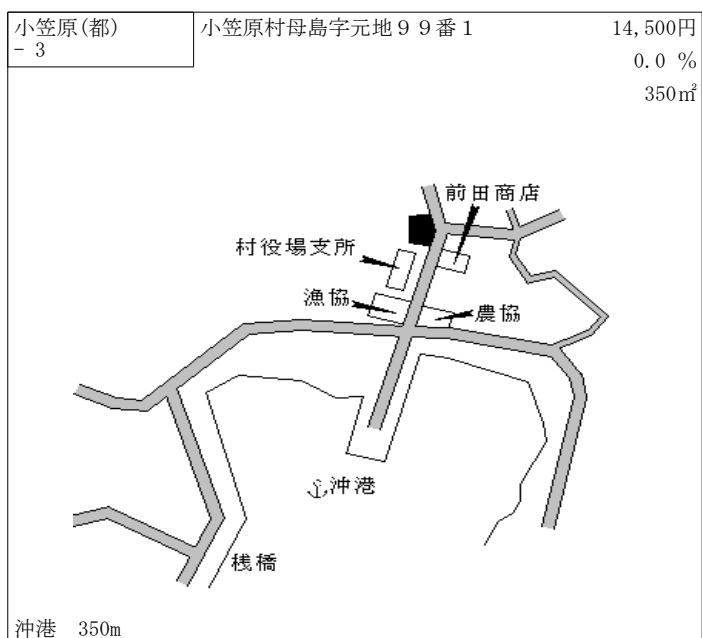 小笠原(都)
- 3
小笠原村母島字元地９９番１
14,500円
0.0 %
350㎡
前田商店
村役場支所
漁協
農協
沖港
桟橋
沖港　350m